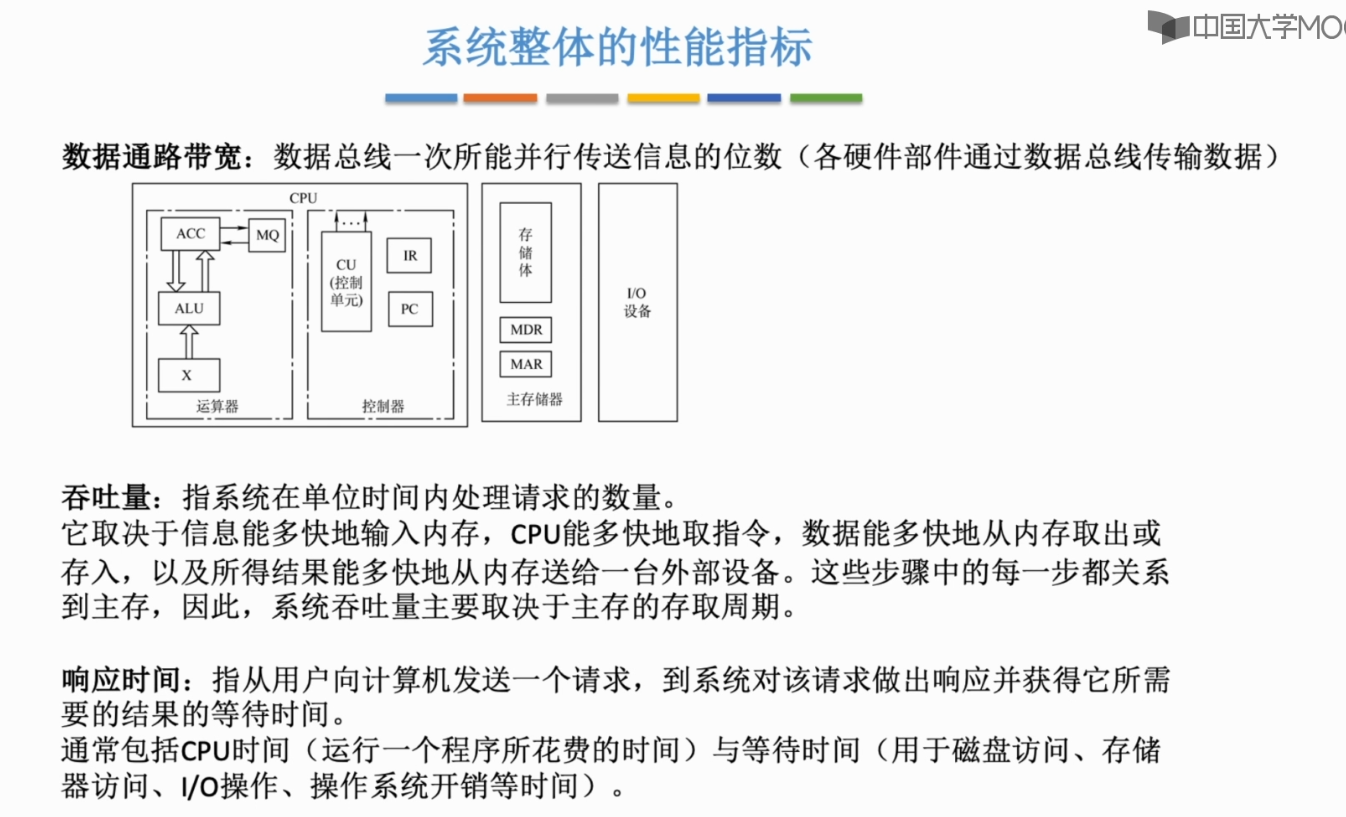 系统整体的性能指标
中国大学MOO
数据通路带宽：数据总线一次所能并行传送信息的位数（各硬件部件通过数据总线传输数据）
CPU
ACC
MQ
ALU
X
运算器
...
CU
(控制
单元)
IR
PC
控制器
存
储
体
MDR
MAR
主存储器
I/O
设备
吞吐量：指系统在单位时间内处理请求的数量。
它取决于信息能多快地输入内存，CPU能多快地取指令，数据能多快地从内存取出或
存入，以及所得结果能多快地从内存送给一台外部设备。这些步骤中的每一步都关系
到主存，因此，系统吞吐量主要取决于主存的存取周期。
响应时间：指从用户向计算机发送一个请求，到系统对该请求做出响应并获得它所需
要的结果的等待时间。
通常包括CPU时间（运行一个程序所花费的时间）与等待时间（用于磁盘访问、存储
器访问、I/O操作、操作系统开销等时间）。